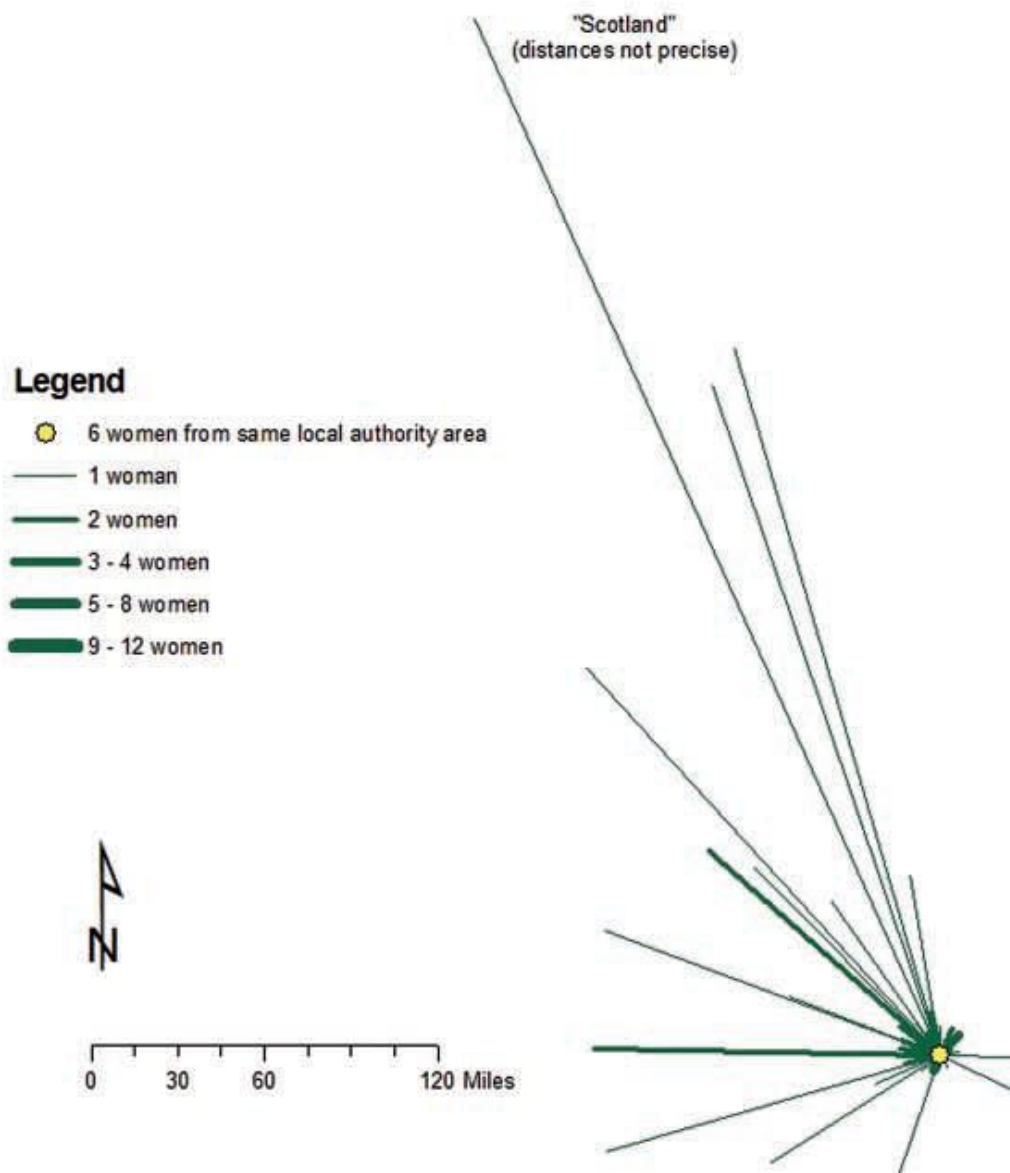 "Scotland"
(distances not precise)
Legend
6 women from same local authority area
1 woman
2 women
3 - 4 women
5 - 8 women
9 - 12 women
N
0 30 60 120 Miles